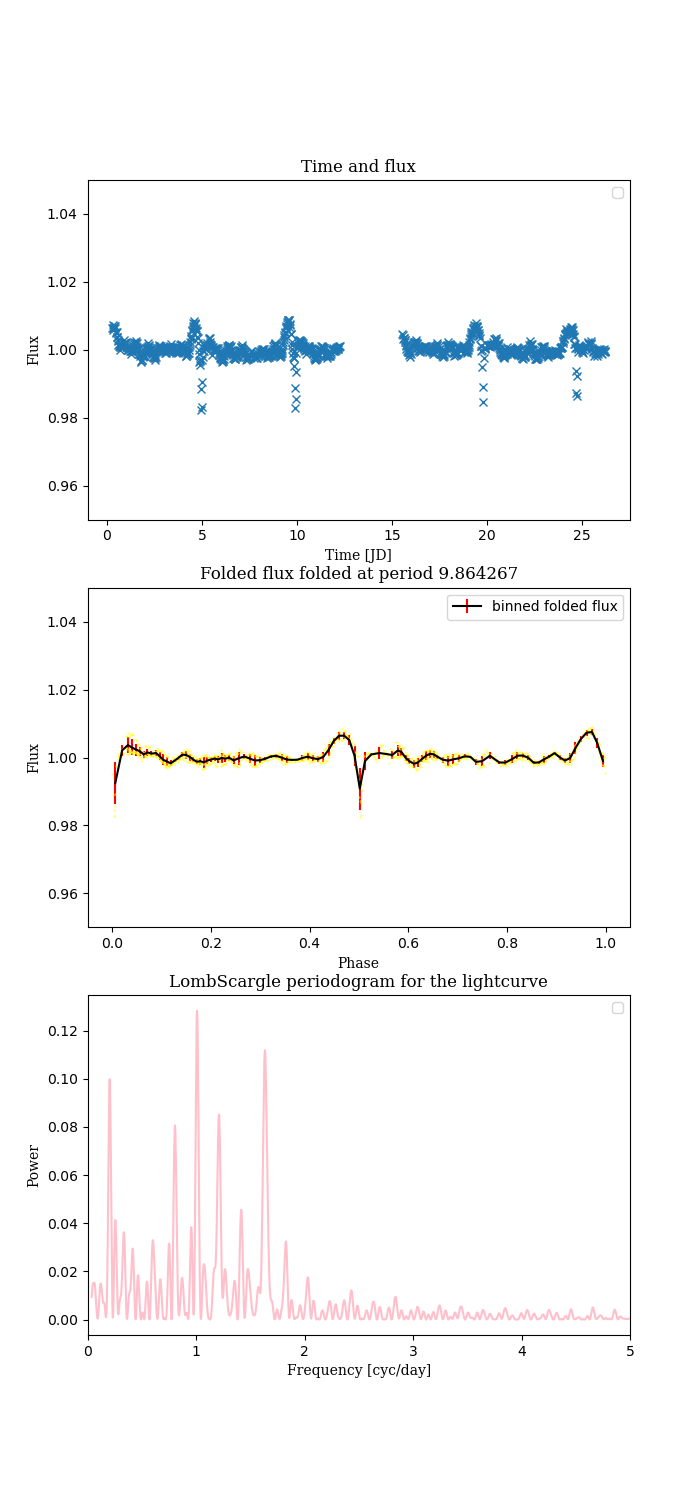 Time and flux
1.04
1.02
1.00
0.98
0.96
Flux
0 5 10 15 20 25
Time [JD]
Folded flux folded at period 9.864267
binned folded flux
1.04
1.02
1.00
0.98
0.96
Flux
0.0 0.2 0.4 0.6 0.8 1.0
Phase
LombScargle periodogram for the lightcurve
0.12
0.10
0.08
0.06
0.04
0.02
0.00
Power
0 1 2 3 4 5
Frequency [cyc/day]